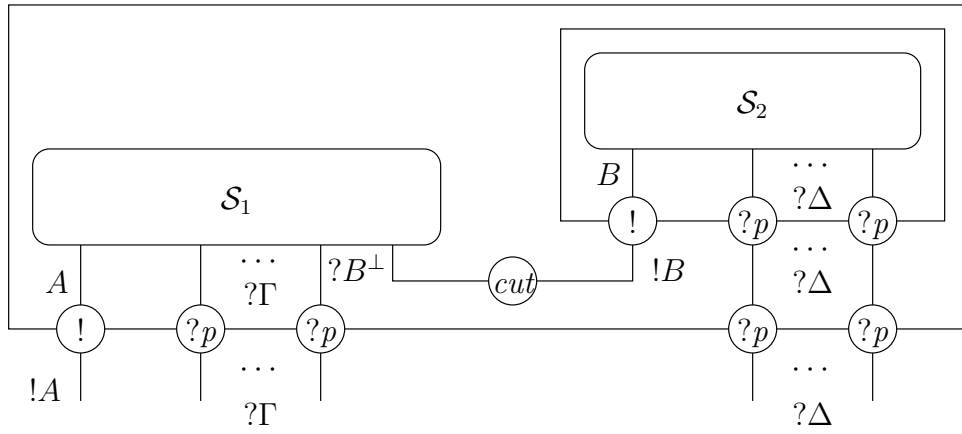 𝒮₂
𝒮₁
B ⋯
?Δ
! ?p ?p
A ⋯ ?B^⊥ cut !B ⋯
?Γ ?Δ
! ?p ?p ?p ?p
!A ⋯ ⋯
?Γ ?Δ